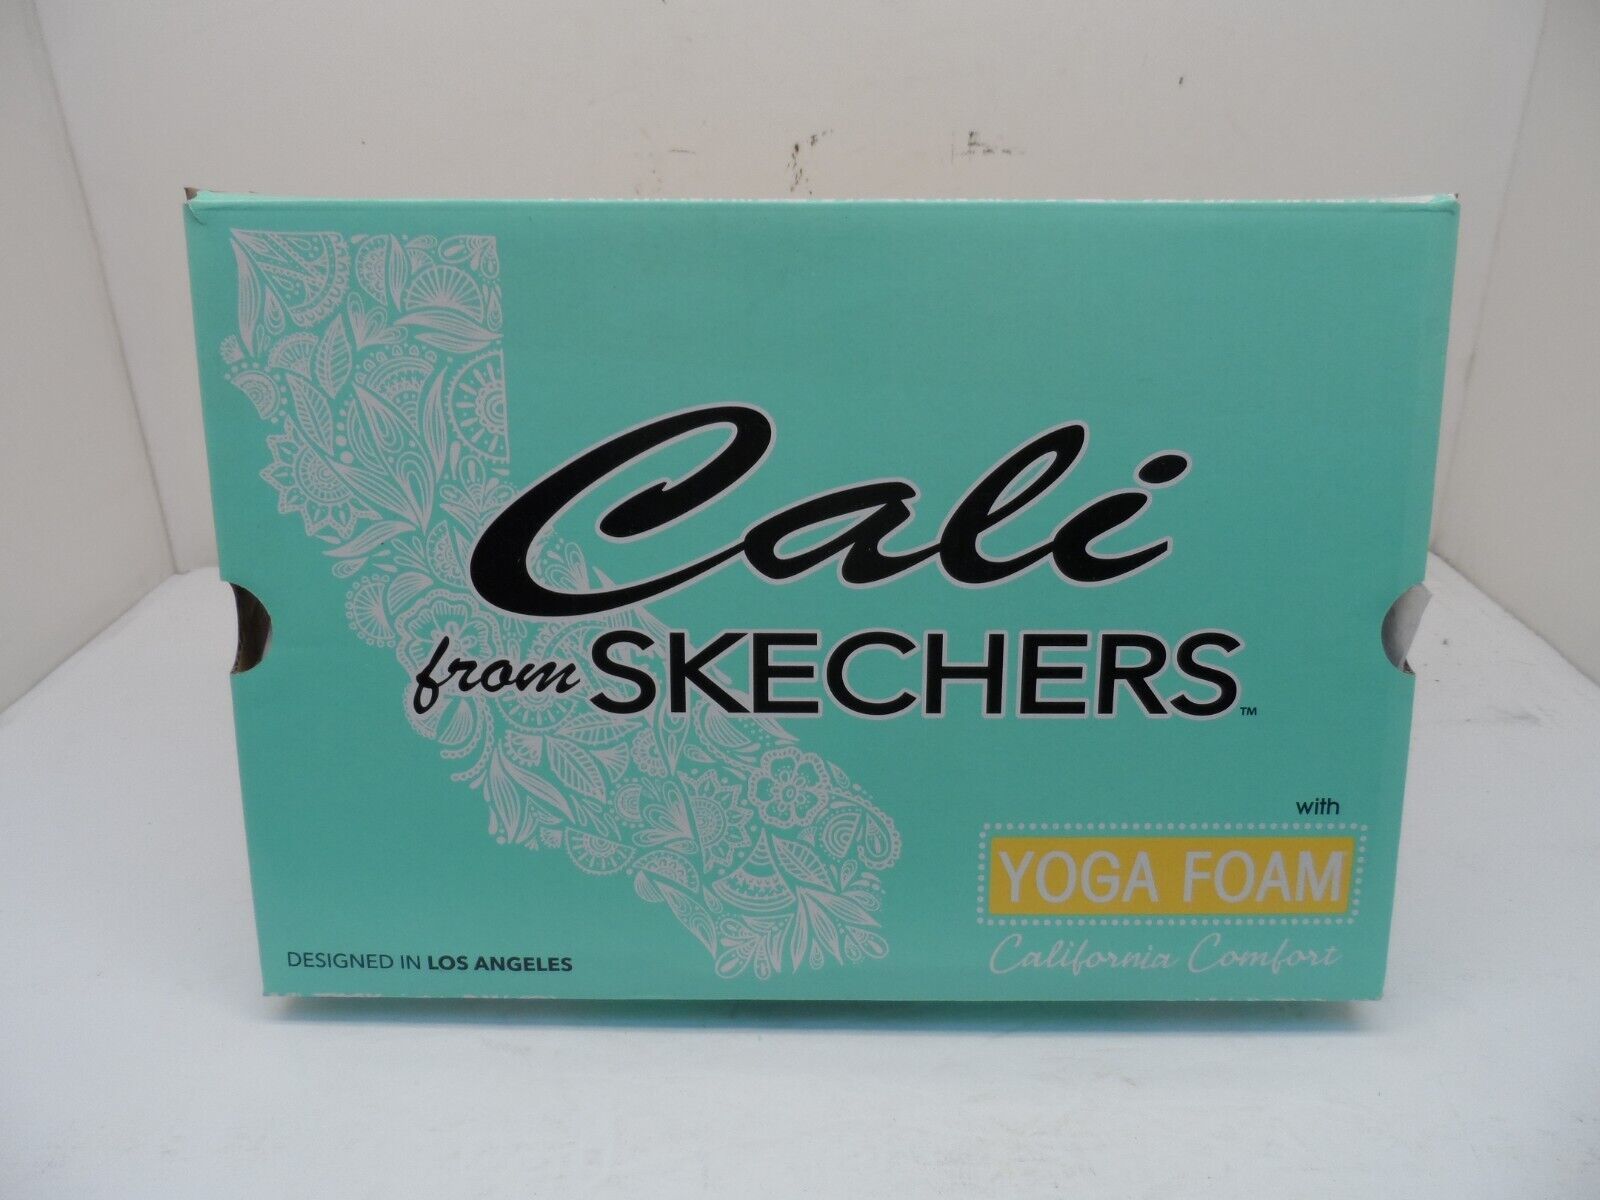 Cali
from SKECHERS™
with
YOGA FOAM
California Comfort
DESIGNED IN LOS ANGELES